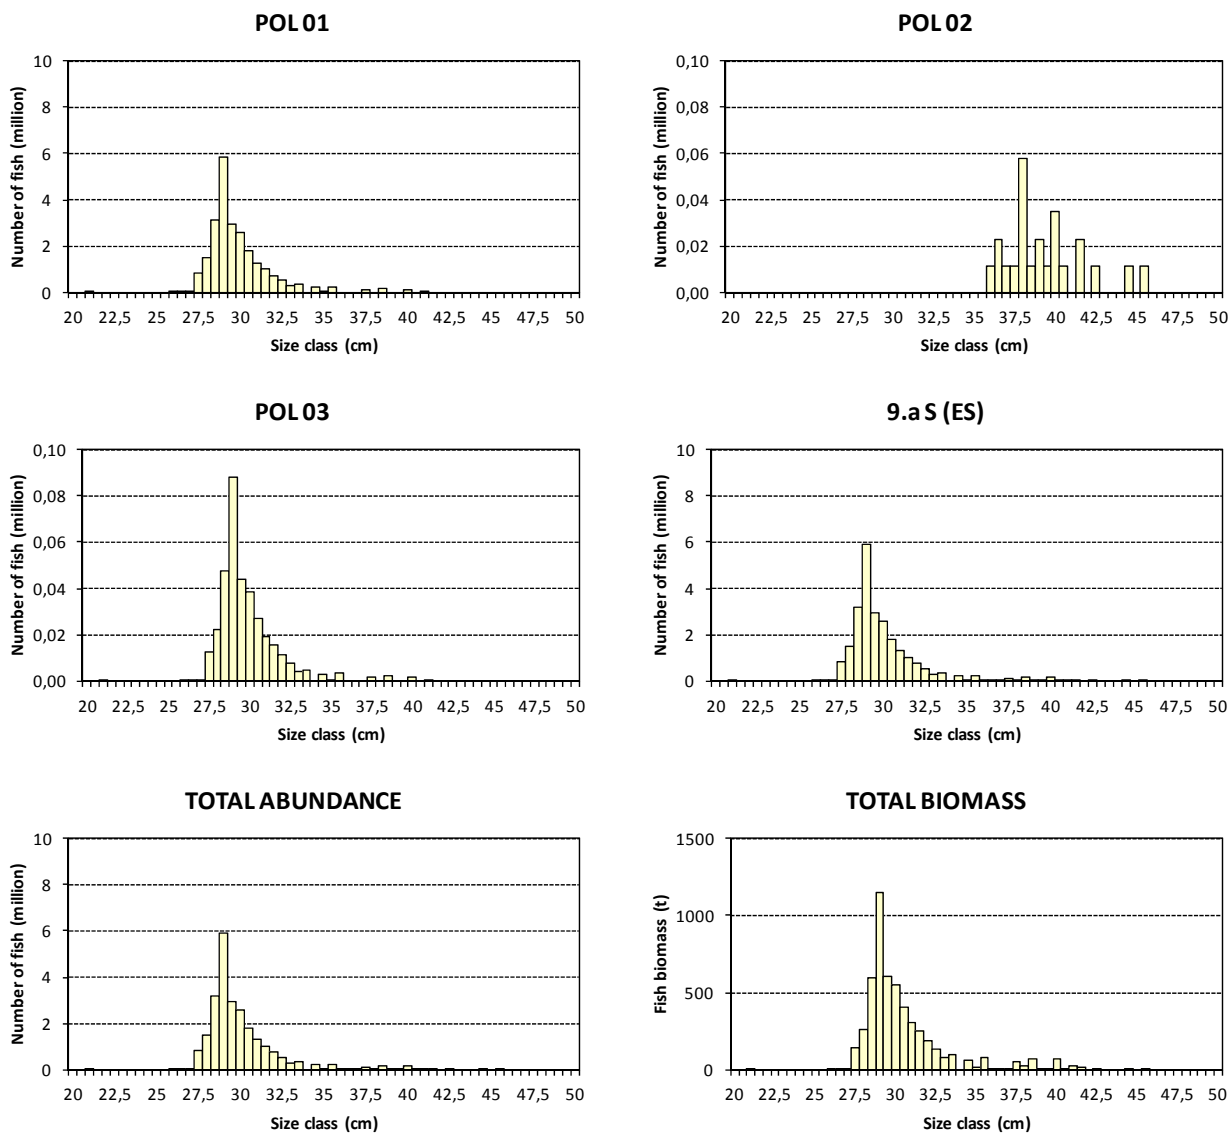 POL 01
Number of fish (million)
10
8
6
4
2
0
20 22,5 25 27,5 30 32,5 35 37,5 40 42,5 45 47,5 50
Size class (cm)
POL 02
Number of fish (million)
0,10
0,08
0,06
0,04
0,02
0,00
20 22,5 25 27,5 30 32,5 35 37,5 40 42,5 45 47,5 50
Size class (cm)
POL 03
Number of fish (million)
0,10
0,08
0,06
0,04
0,02
0,00
20 22,5 25 27,5 30 32,5 35 37,5 40 42,5 45 47,5 50
Size class (cm)
9.a S (ES)
Number of fish (million)
10
8
6
4
2
0
20 22,5 25 27,5 30 32,5 35 37,5 40 42,5 45 47,5 50
Size class (cm)
TOTAL ABUNDANCE
Number of fish (million)
10
8
6
4
2
0
20 22,5 25 27,5 30 32,5 35 37,5 40 42,5 45 47,5 50
Size class (cm)
TOTAL BIOMASS
Fish biomass (t)
1500
1000
500
0
20 22,5 25 27,5 30 32,5 35 37,5 40 42,5 45 47,5 50
Size class (cm)